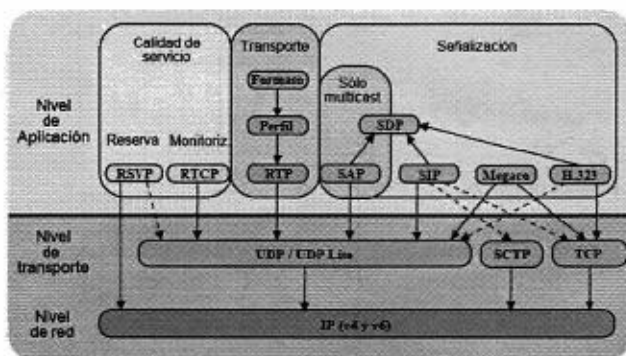 Calidad de
servicio
Transporte
Señalización
Formato
Sólo
multicast
Nivel
de
Aplicación
Perfil
SDP
Reserva
Monitoriz.
RSVP
RTCP
RTP
SAP
SIP
Megaco
H.323
Nivel
de
transporte
UDP / UDP Lite
SCTP
TCP
Nivel
de red
IP (v4 y v6)